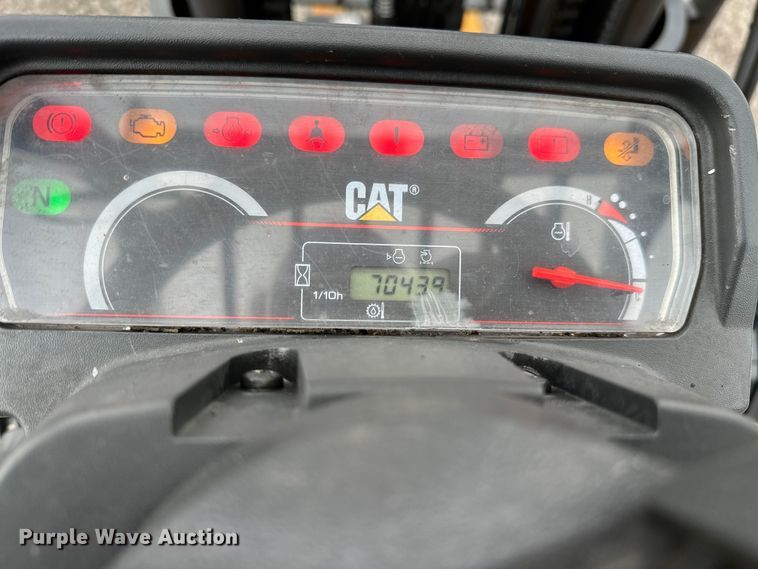 N
CAT®
1/10h
70439
Purple Wave Auction